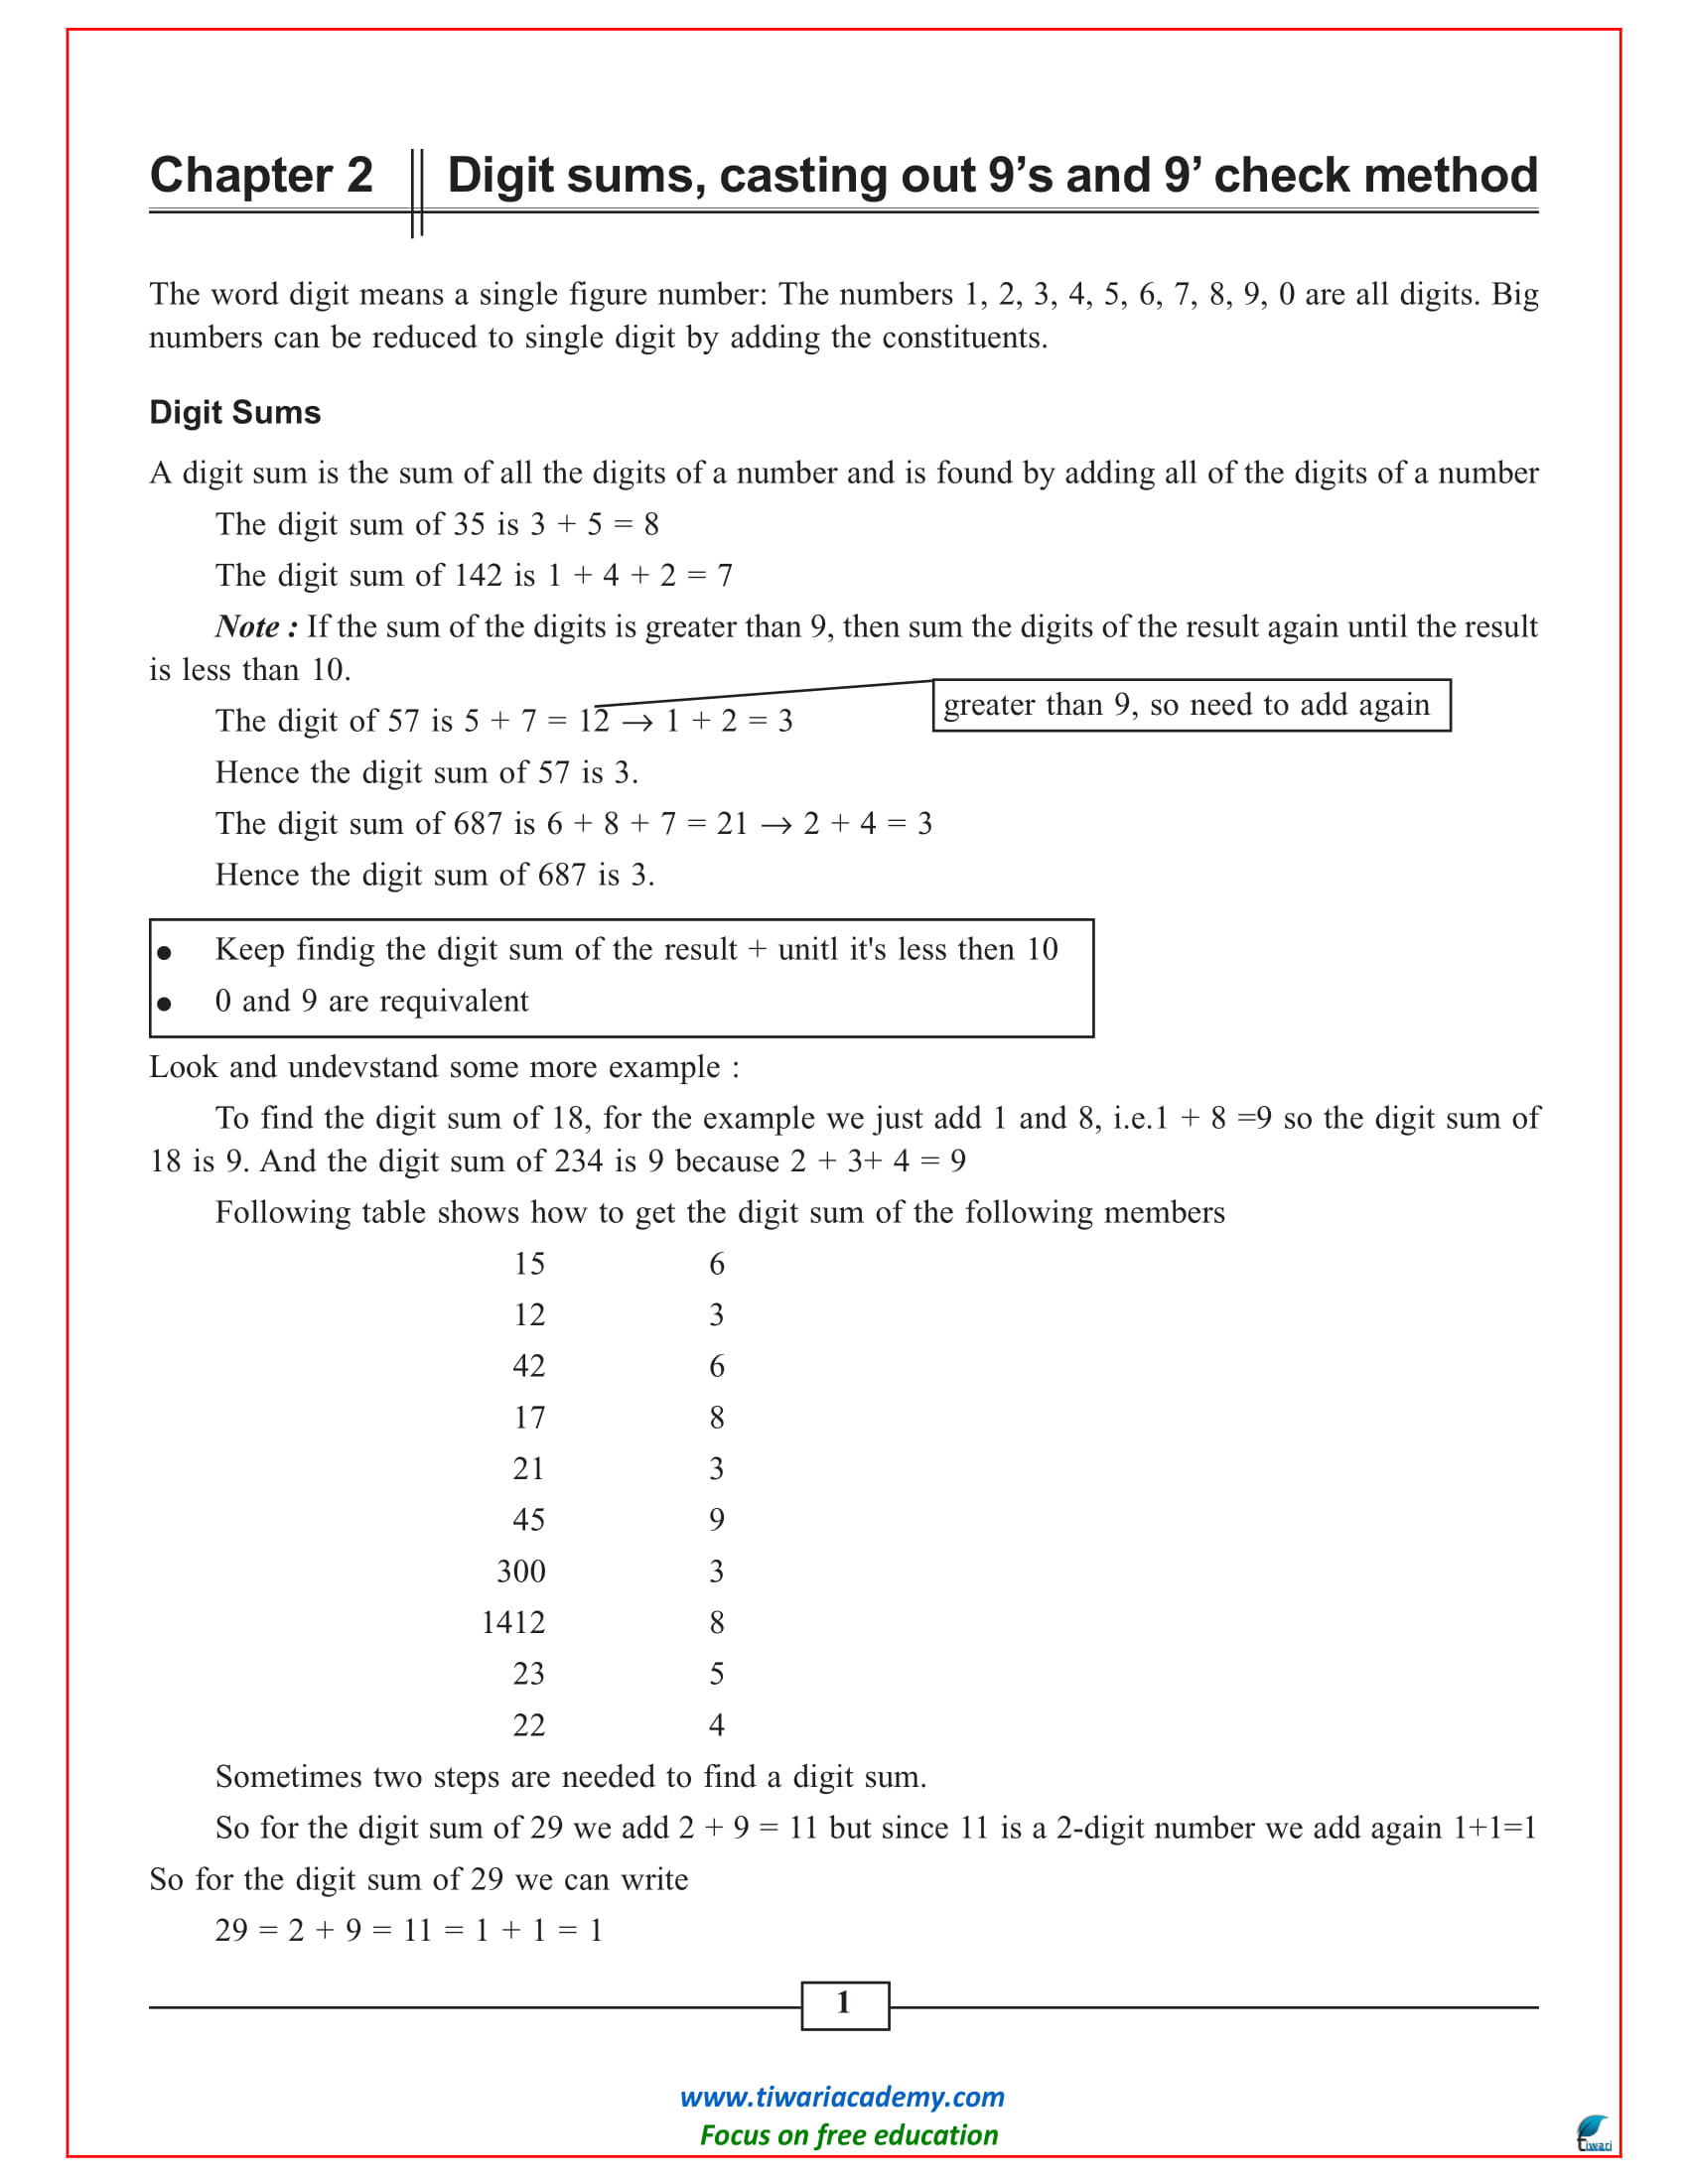 Chapter 2 Digit sums, casting out 9's and 9' check method
The word digit means a single figure number: The numbers 1, 2, 3, 4, 5, 6, 7, 8, 9, 0 are all digits. Big
numbers can be reduced to single digit by adding the constituents.
Digit Sums
A digit sum is the sum of all the digits of a number and is found by adding all of the digits of a number
The digit sum of 35 is 3 + 5 = 8
The digit sum of 142 is 1 + 4 + 2 = 7
Note : If the sum of the digits is greater than 9, then sum the digits of the result again until the result
is less than 10.
greater than 9, so need to add again
The digit of 57 is 5 + 7 = 12 → 1 + 2 = 3
Hence the digit sum of 57 is 3.
The digit sum of 687 is 6 + 8 + 7 = 21 → 2 + 4 = 3
Hence the digit sum of 687 is 3.
● Keep findig the digit sum of the result + unitl it's less then 10
● 0 and 9 are requivalent
Look and undevstand some more example :
To find the digit sum of 18, for the example we just add 1 and 8, i.e.1 + 8 =9 so the digit sum of
18 is 9. And the digit sum of 234 is 9 because 2 + 3+ 4 = 9
Following table shows how to get the digit sum of the following members
15 6
12 3
42 6
17 8
21 3
45 9
300 3
1412 8
23 5
22 4
Sometimes two steps are needed to find a digit sum.
So for the digit sum of 29 we add 2 + 9 = 11 but since 11 is a 2-digit number we add again 1+1=1
So for the digit sum of 29 we can write
29 = 2 + 9 = 11 = 1 + 1 = 1
1
www.tiwariacademy.com
Focus on free education
tiwari